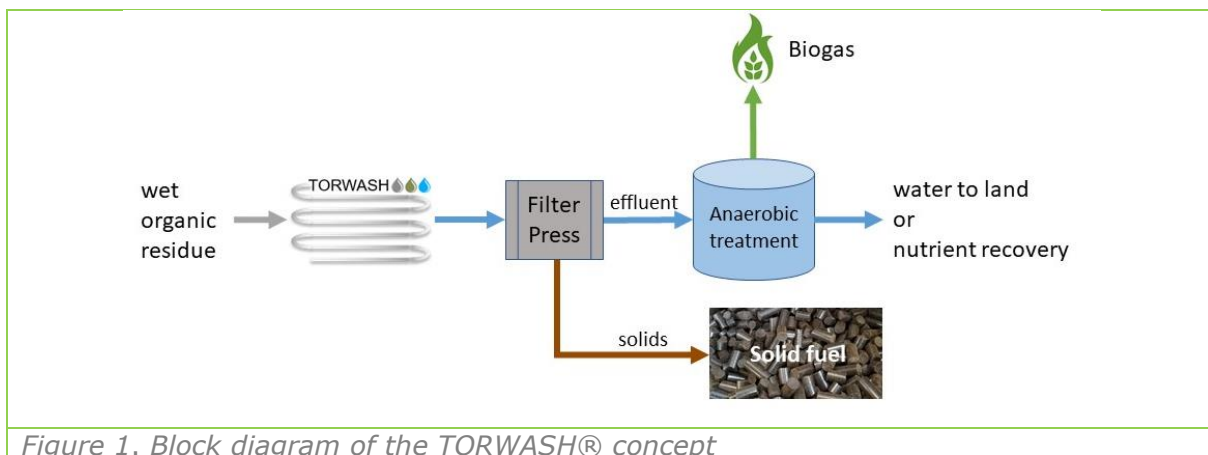 Biogas
wet
organic
residue
TORWASH
Filter
Press
effluent
Anaerobic
treatment
water to land
or
nutrient recovery
solids
Solid fuel
Figure 1. Block diagram of the TORWASH® concept